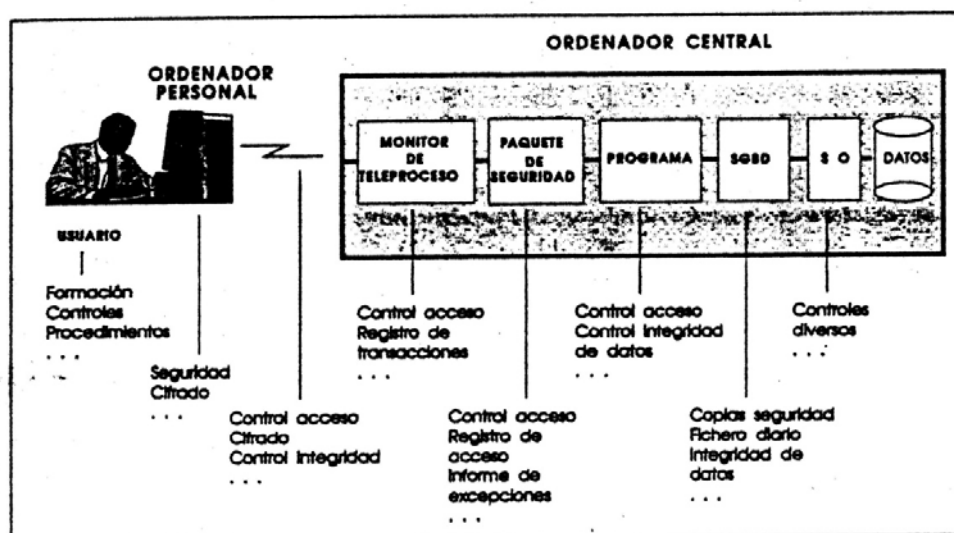 ORDENADOR CENTRAL
ORDENADOR
PERSONAL
MONITOR
DE
TELEPROCESO
PAQUETE
DE
SEGURIDAD
PROGRAMA
SGBD
S O
DATOS
USUARIO
Formación
Controles
Procedimientos
. . .
Seguridad
Cifrado
. . .
Control acceso
Cifrado
Control Integridad
. . .
Control acceso
Registro de
transacciones
. . .
Control acceso
Registro de
acceso
Informe de
excepciones
. . .
Control acceso
Control Integridad
de datos
. . .
Copias seguridad
Fichero diario
Integridad de
datos
. . .
Controles
diversos
. . .